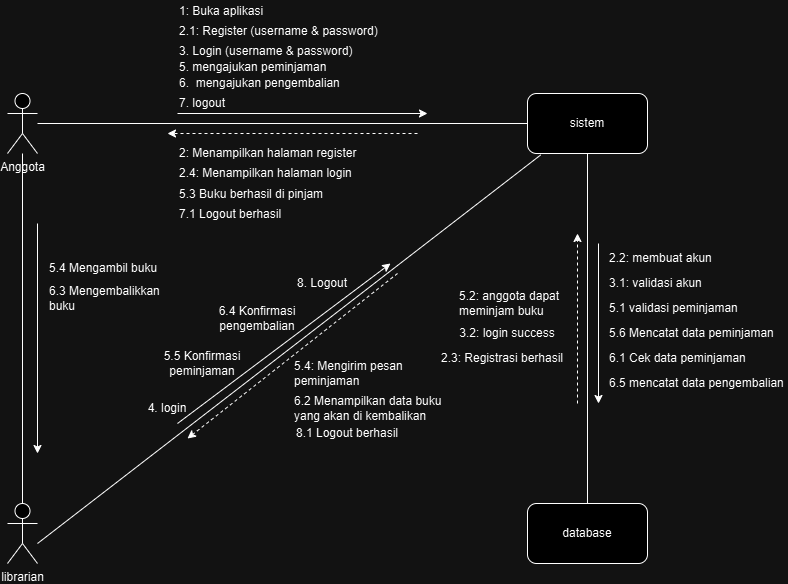 1: Buka aplikasi
2.1: Register (username & password)
3. Login (username & password)
5. mengajukan peminjaman
6. mengajukan pengembalian
7. logout
Anggota
sistem
2: Menampilkan halaman register
2.4: Menampilkan halaman login
5.3 Buku berhasil di pinjam
7.1 Logout berhasil
5.4 Mengambil buku
6.3 Mengembalikkan
buku
8. Logout
6.4 Konfirmasi
pengembalian
5.5 Konfirmasi
peminjaman
4. login
5.4: Mengirim pesan
peminjaman
6.2 Menampilkan data buku
yang akan di kembalikan
8.1 Logout berhasil
5.2: anggota dapat
meminjam buku
3.2: login success
2.3: Registrasi berhasil
2.2: membuat akun
3.1: validasi akun
5.1 validasi peminjaman
5.6 Mencatat data peminjaman
6.1 Cek data peminjaman
6.5 mencatat data pengembalian
librarian
database